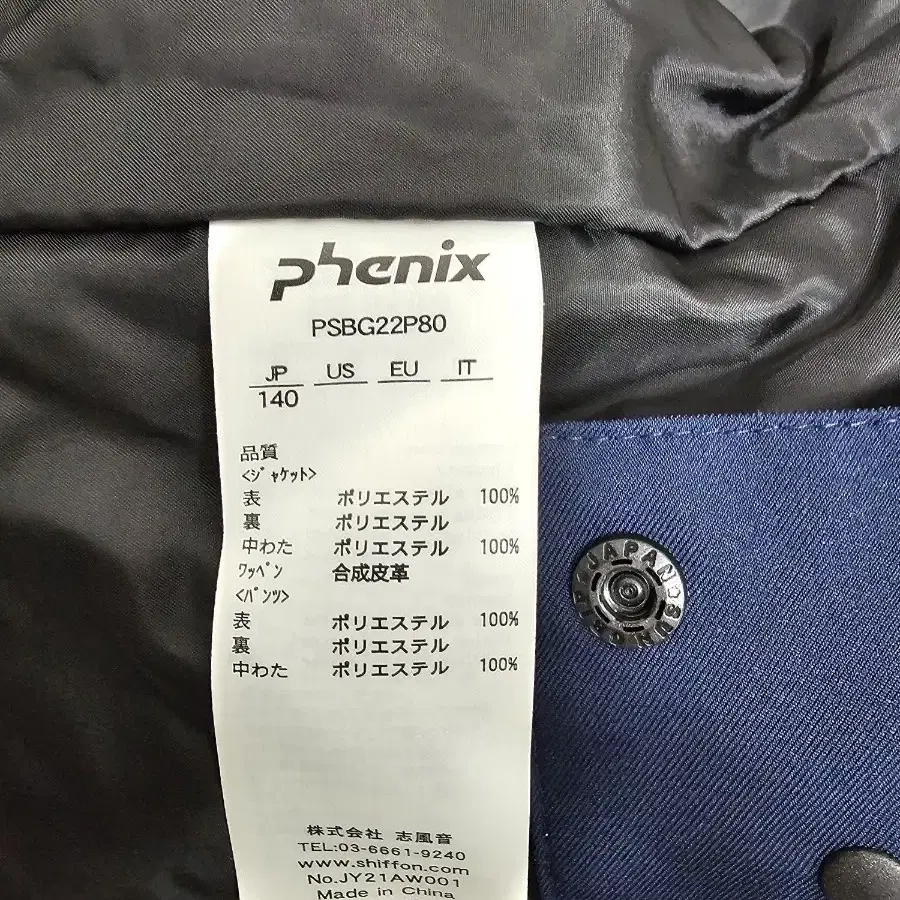 phenix
PSBG22P80
JP US EU IT
140
品質
<ｼﾞｬｹｯﾄ>
表 ポリエステル 100%
裏 ポリエステル
中わた ポリエステル 100%
ﾜｯﾍﾟﾝ 合成皮革
<ﾊﾟﾝﾂ>
表 ポリエステル 100%
裏 ポリエステル
中わた ポリエステル 100%
株式会社 志風音
TEL:03-6661-9240
www.shiffon.com
No.JY21AW001
Made in China
JAPAN
SUN